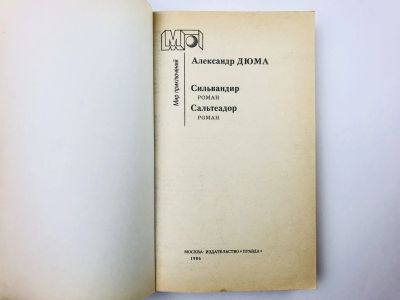 МП
Мир приключений
Александр ДЮМА
Сильвандир
РОМАН
Сальтеадор
РОМАН
МОСКВА · ИЗДАТЕЛЬСТВО «ПРАВДА»
1986